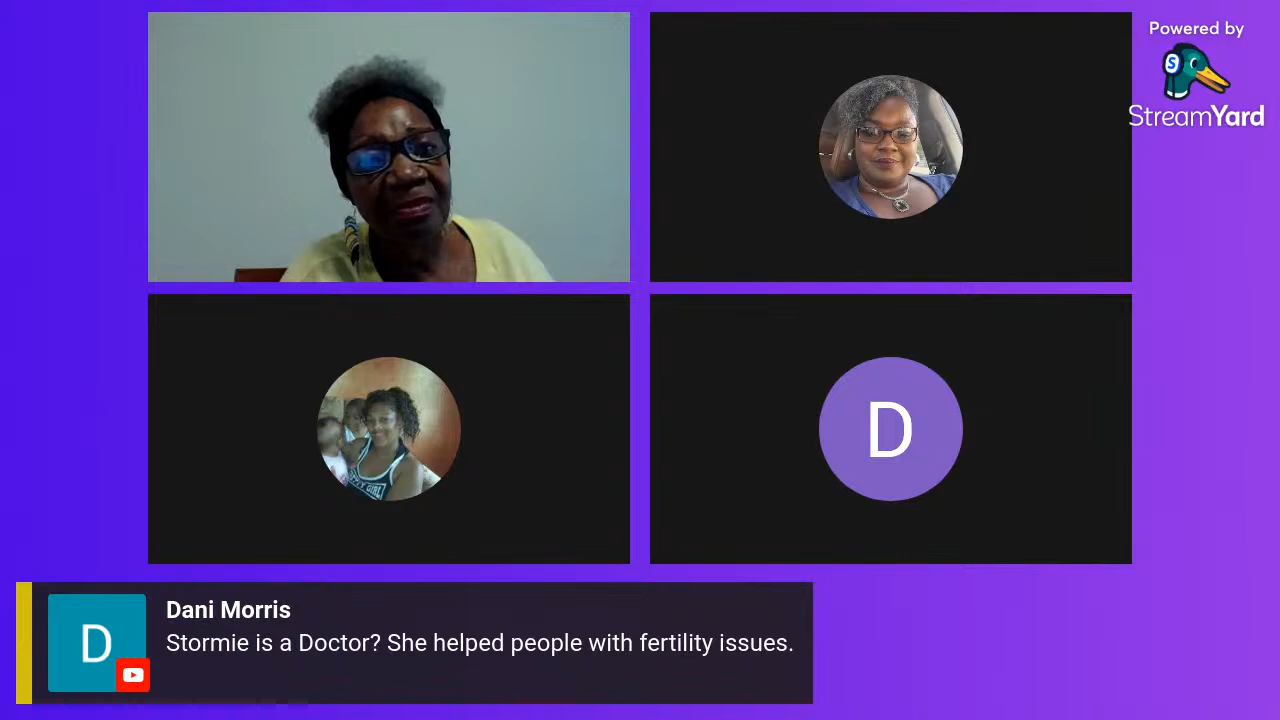 Powered by
S
StreamYard
D
Dani Morris
D
Stormie is a Doctor? She helped people with fertility issues.